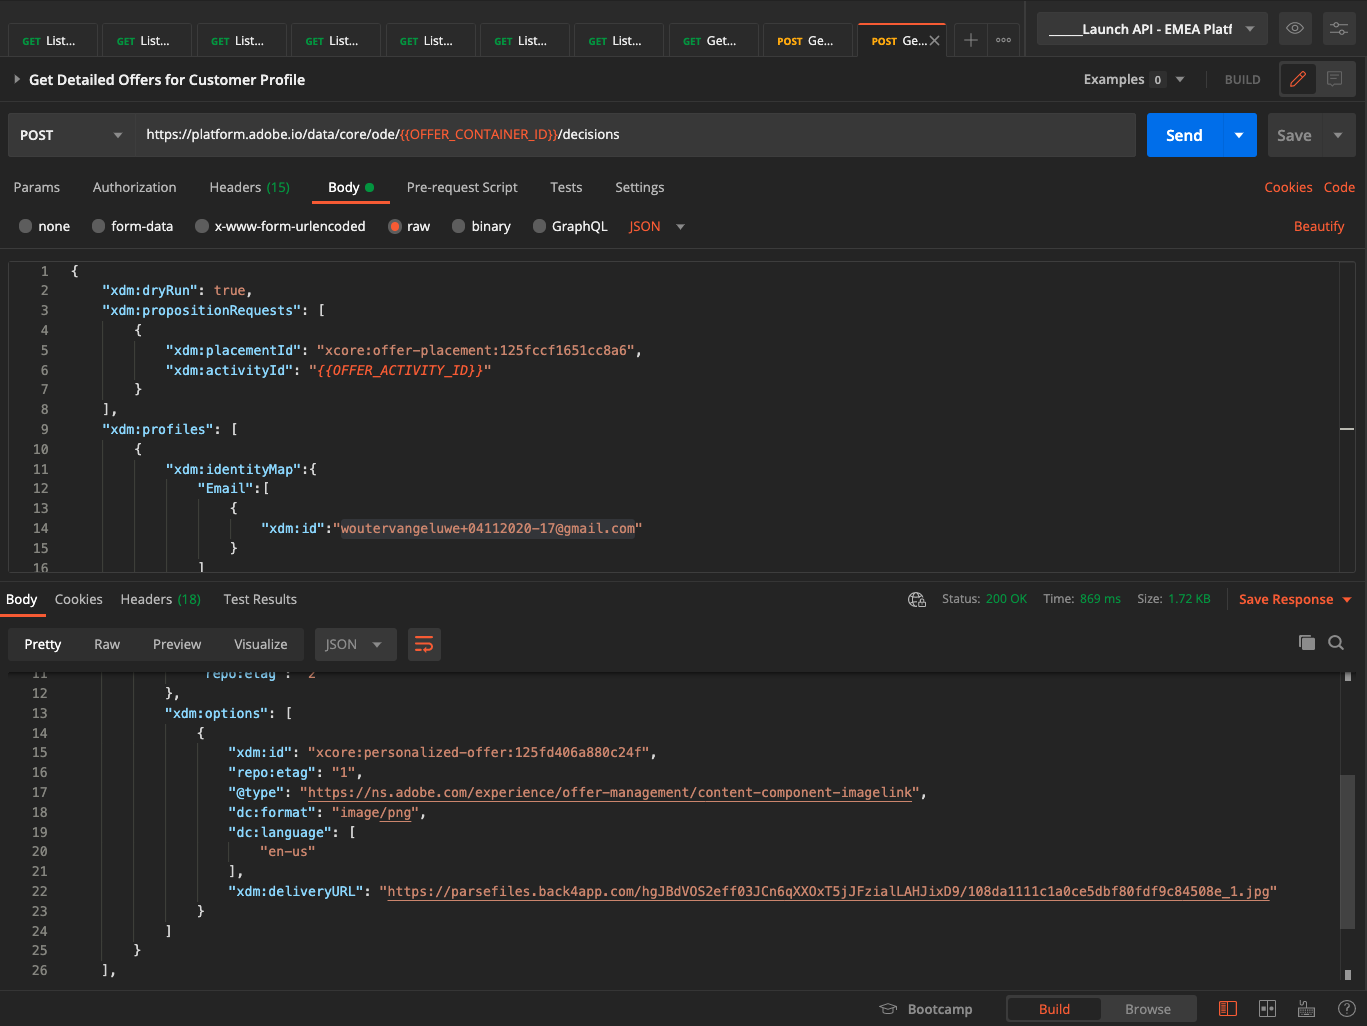 GET List... GET List... GET List... GET List... GET List... GET List... GET List... GET Get... POST Ge... POST Ge... _____Launch API - EMEA Platf
Get Detailed Offers for Customer Profile Examples 0 BUILD
POST https://platform.adobe.io/data/core/ode/{{OFFER_CONTAINER_ID}}/decisions Send Save
Params Authorization Headers (15) Body Pre-request Script Tests Settings Cookies Code
none form-data x-www-form-urlencoded raw binary GraphQL JSON Beautify
1 {
2 "xdm:dryRun": true,
3 "xdm:propositionRequests": [
4 {
5 "xdm:placementId": "xcore:offer-placement:125fccf1651cc8a6",
6 "xdm:activityId": "{{OFFER_ACTIVITY_ID}}"
7 }
8 ],
9 "xdm:profiles": [
10 {
11 "xdm:identityMap":{
12 "Email":[
13 {
14 "xdm:id":"woutervangeluwe+04112020-17@gmail.com"
15 }
16 ]
Body Cookies Headers (18) Test Results Status: 200 OK Time: 869 ms Size: 1.72 KB Save Response
Pretty Raw Preview Visualize JSON
11 "repo:etag": "2"
12 },
13 "xdm:options": [
14 {
15 "xdm:id": "xcore:personalized-offer:125fd406a880c24f",
16 "repo:etag": "1",
17 "@type": "https://ns.adobe.com/experience/offer-management/content-component-imagelink",
18 "dc:format": "image/png",
19 "dc:language": [
20 "en-us"
21 ],
22 "xdm:deliveryURL": "https://parsefiles.back4app.com/hgJBdVOS2eff03JCn6qXXOxT5jJFzialLAHJixD9/108da1111c1a0ce5dbf80fdf9c84508e_1.jpg"
23 }
24 ]
25 }
26 ],
Bootcamp Build Browse